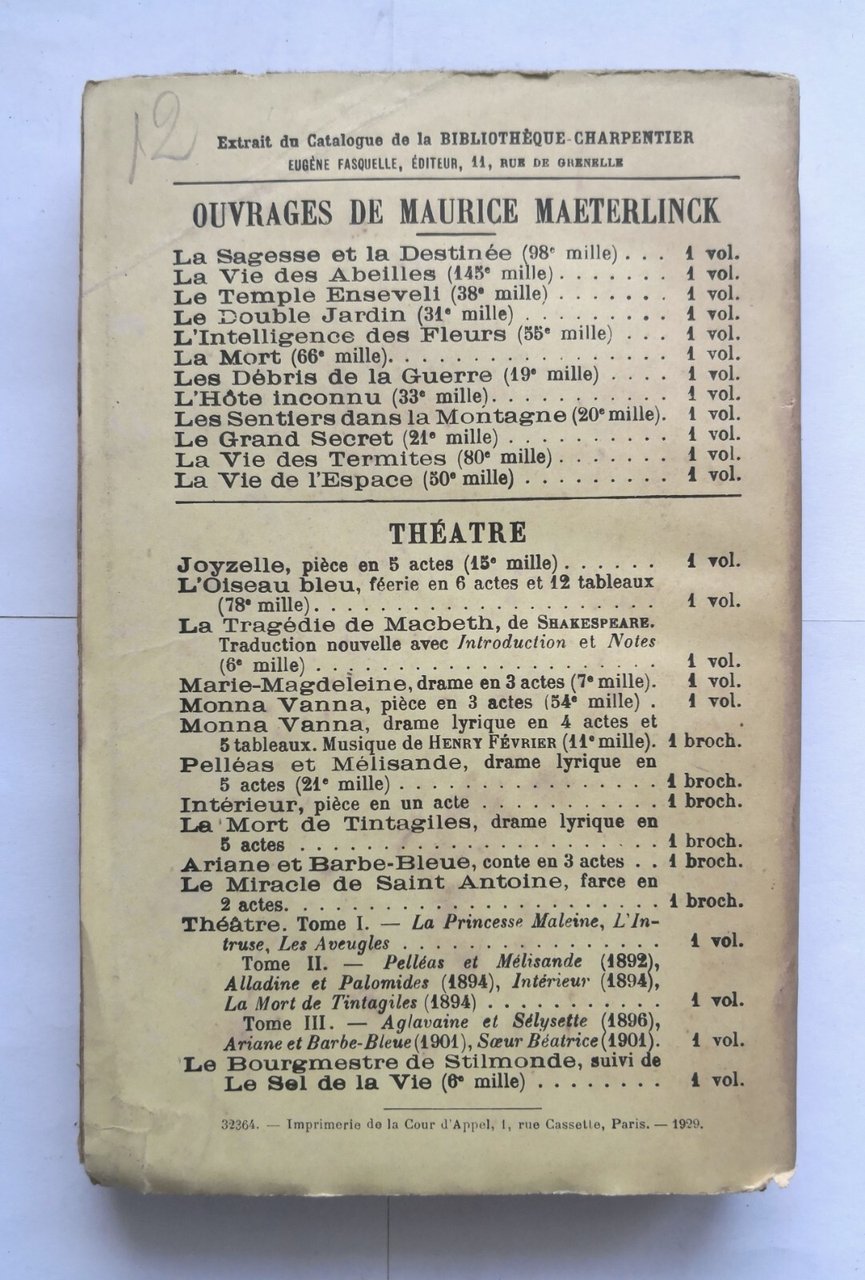 12
Extrait du Catalogue de la BIBLIOTHÈQUE-CHARPENTIER
EUGÈNE FASQUELLE, ÉDITEUR, 11, RUE DE GRENELLE
OUVRAGES DE MAURICE MAETERLINCK
La Sagesse et la Destinée (98e mille) . . . 1 vol.
La Vie des Abeilles (145e mille) . . . . . . . 1 vol.
Le Temple Enseveli (38e mille) . . . . . . . 1 vol.
Le Double Jardin (31e mille) . . . . . . . . . 1 vol.
L'Intelligence des Fleurs (55e mille) . . . 1 vol.
La Mort (66e mille). . . . . . . . . . . . . . . . . 1 vol.
Les Débris de la Guerre (19e mille) . . . . 1 vol.
L'Hôte inconnu (33e mille). . . . . . . . . . . 1 vol.
Les Sentiers dans la Montagne (20e mille). 1 vol.
Le Grand Secret (21e mille) . . . . . . . . . . 1 vol.
La Vie des Termites (80e mille) . . . . . . . 1 vol.
La Vie de l'Espace (50e mille) . . . . . . . . . 1 vol.
THÉATRE
Joyzelle, pièce en 5 actes (15e mille) . . . . . . 1 vol.
L'Oiseau bleu, féerie en 6 actes et 12 tableaux
(78e mille). . . . . . . . . . . . . . . . . . . . . 1 vol.
La Tragédie de Macbeth, de SHAKESPEARE.
Traduction nouvelle avec Introduction et Notes
(6e mille) . . . . . . . . . . . . . . . . . . . . . 1 vol.
Marie-Magdeleine, drame en 3 actes (7e mille). 1 vol.
Monna Vanna, pièce en 3 actes (54e mille) . 1 vol.
Monna Vanna, drame lyrique en 4 actes et
5 tableaux. Musique de HENRY FÉVRIER (11e mille). 1 broch.
Pelléas et Mélisande, drame lyrique en
5 actes (21e mille) . . . . . . . . . . . . . . . . 1 broch.
Intérieur, pièce en un acte . . . . . . . . . . . 1 broch.
La Mort de Tintagiles, drame lyrique en
5 actes . . . . . . . . . . . . . . . . . . . . . . 1 broch.
Ariane et Barbe-Bleue, conte en 3 actes . . 1 broch.
Le Miracle de Saint Antoine, farce en
2 actes. . . . . . . . . . . . . . . . . . . . . . . 1 broch.
Théâtre. Tome I. — La Princesse Maleine, L'In-
truse, Les Aveugles . . . . . . . . . . . . . . . . 1 vol.
Tome II. — Pelléas et Mélisande (1892),
Alladine et Palomides (1894), Intérieur (1894),
La Mort de Tintagiles (1894) . . . . . . . . . . . 1 vol.
Tome III. — Aglavaine et Sélysette (1896),
Ariane et Barbe-Bleue (1901), Sœur Béatrice (1901). 1 vol.
Le Bourgmestre de Stilmonde, suivi de
Le Sel de la Vie (6e mille) . . . . . . . . 1 vol.
32364. — Imprimerie de la Cour d'Appel, 1, rue Cassette, Paris. — 1929.